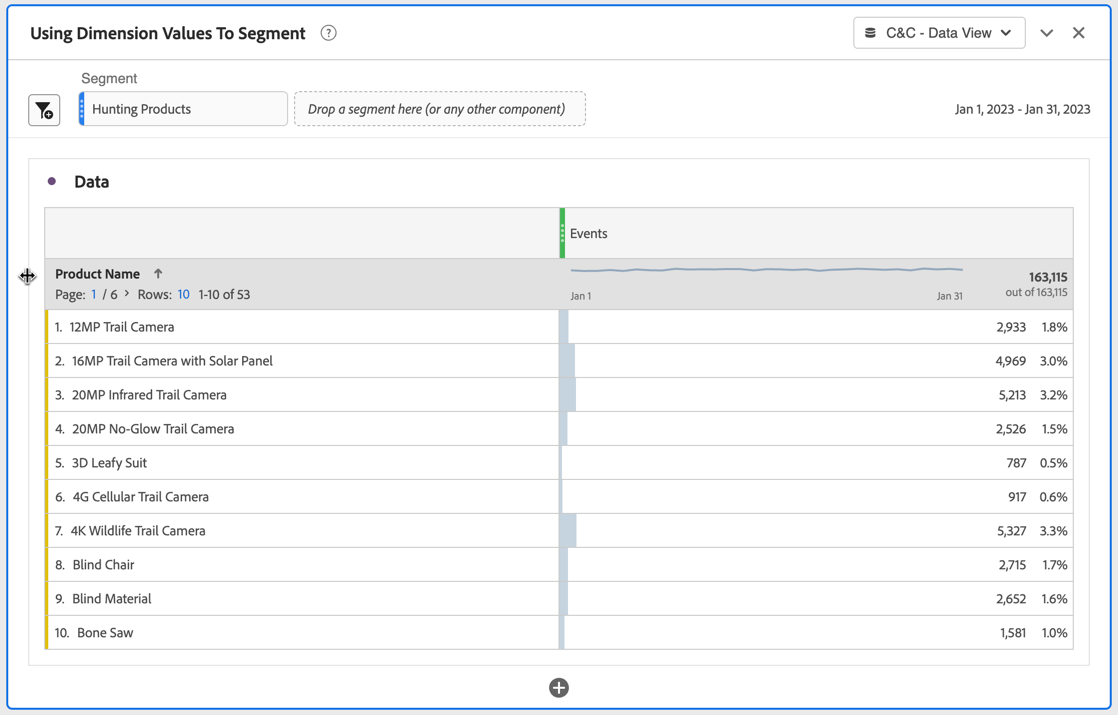 Using Dimension Values To Segment ?
C&C - Data View
Segment
Hunting Products
Drop a segment here (or any other component)
Jan 1, 2023 - Jan 31, 2023
Data
Events
Product Name
Page: 1 / 6 > Rows: 10 1-10 of 53
Jan 1
Jan 31
163,115
out of 163,115
1. 12MP Trail Camera 2,933 1.8%
2. 16MP Trail Camera with Solar Panel 4,969 3.0%
3. 20MP Infrared Trail Camera 5,213 3.2%
4. 20MP No-Glow Trail Camera 2,526 1.5%
5. 3D Leafy Suit 787 0.5%
6. 4G Cellular Trail Camera 917 0.6%
7. 4K Wildlife Trail Camera 5,327 3.3%
8. Blind Chair 2,715 1.7%
9. Blind Material 2,652 1.6%
10. Bone Saw 1,581 1.0%